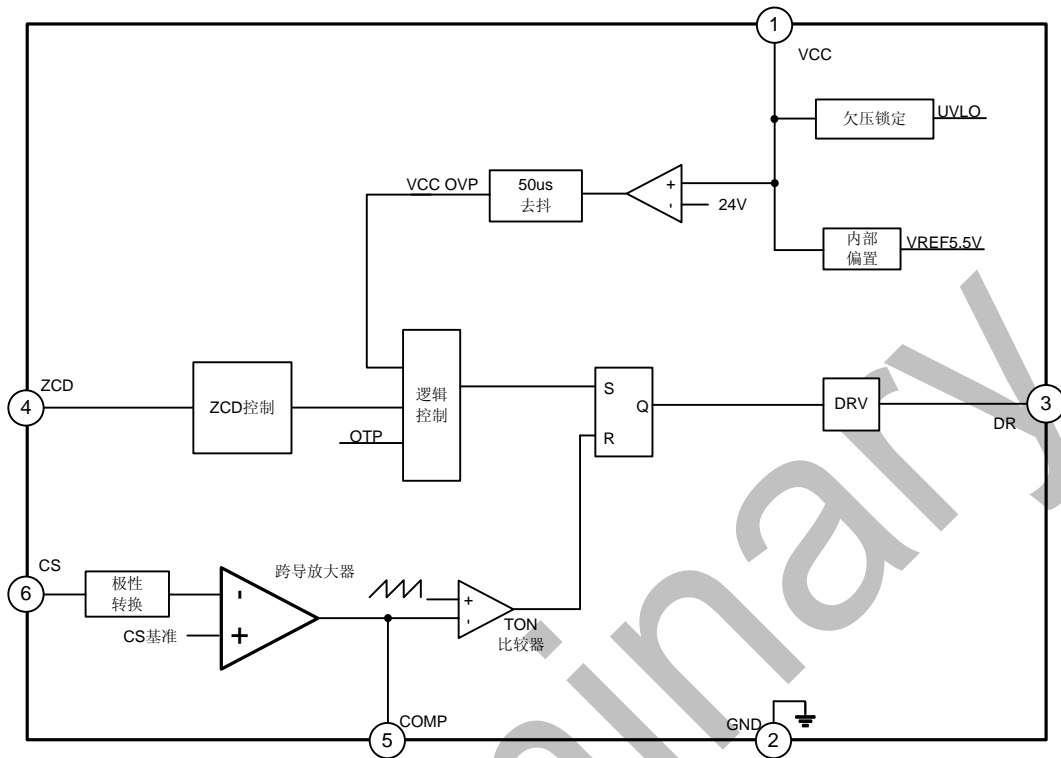 1
VCC
欠压锁定
UVLO
VCC OVP
50us
去抖
+
-
24V
内部
偏置
VREF5.5V
4
ZCD
ZCD控制
逻辑
控制
OTP
S
R
Q
DRV
3
DR
6
CS
极性
转换
CS基准
-
+
跨导放大器
+
-
TON
比较器
5
COMP
GND
2
inary